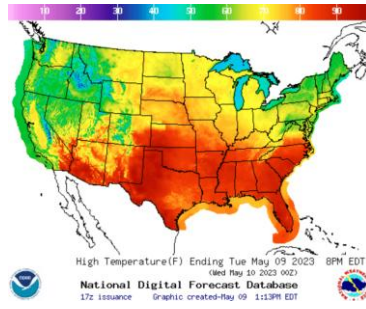 10 20 30 40 50 60 70 80 90
High Temperature(F) Ending Tue May 09 2023 8PM EDT
(Wed May 10 2023 00Z)
National Digital Forecast Database
17z issuance Graphic created-May 09 1:13PM EDT